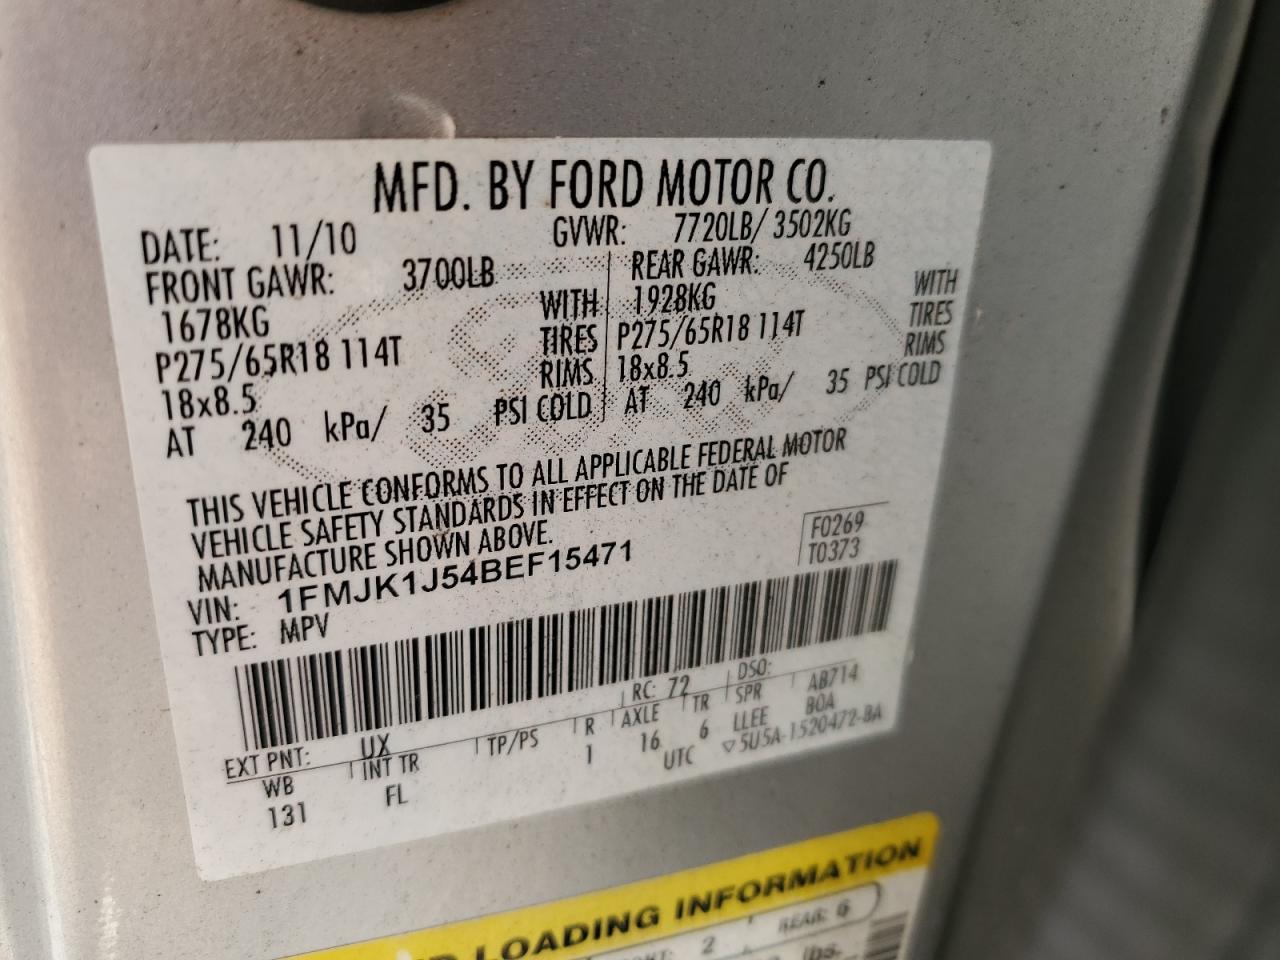 MFD. BY FORD MOTOR CO.
DATE: 11/10 GVWR: 7720LB/ 3502KG
FRONT GAWR: 3700LB REAR GAWR: 4250LB
1678KG WITH 1928KG WITH
P275/65R18 114T TIRES P275/65R18 114T TIRES
18x8.5 RIMS 18x8.5 RIMS
AT 240 kPa/ 35 PSI COLD AT 240 kPa/ 35 PSI COLD
THIS VEHICLE CONFORMS TO ALL APPLICABLE FEDERAL MOTOR
VEHICLE SAFETY STANDARDS IN EFFECT ON THE DATE OF
MANUFACTURE SHOWN ABOVE.
F0269
T0373
VIN: 1FMJK1J54BEF15471
TYPE: MPV
EXT PNT: UX RC: 72 DSO:
WB INT TR TP/PS R AXLE TR SPR AB714
131 FL 1 16 6 LLEE BOA
UTC ▽5U5A-1520472-BA
LOADING INFORMATION
2 REAR: 6
lbs.